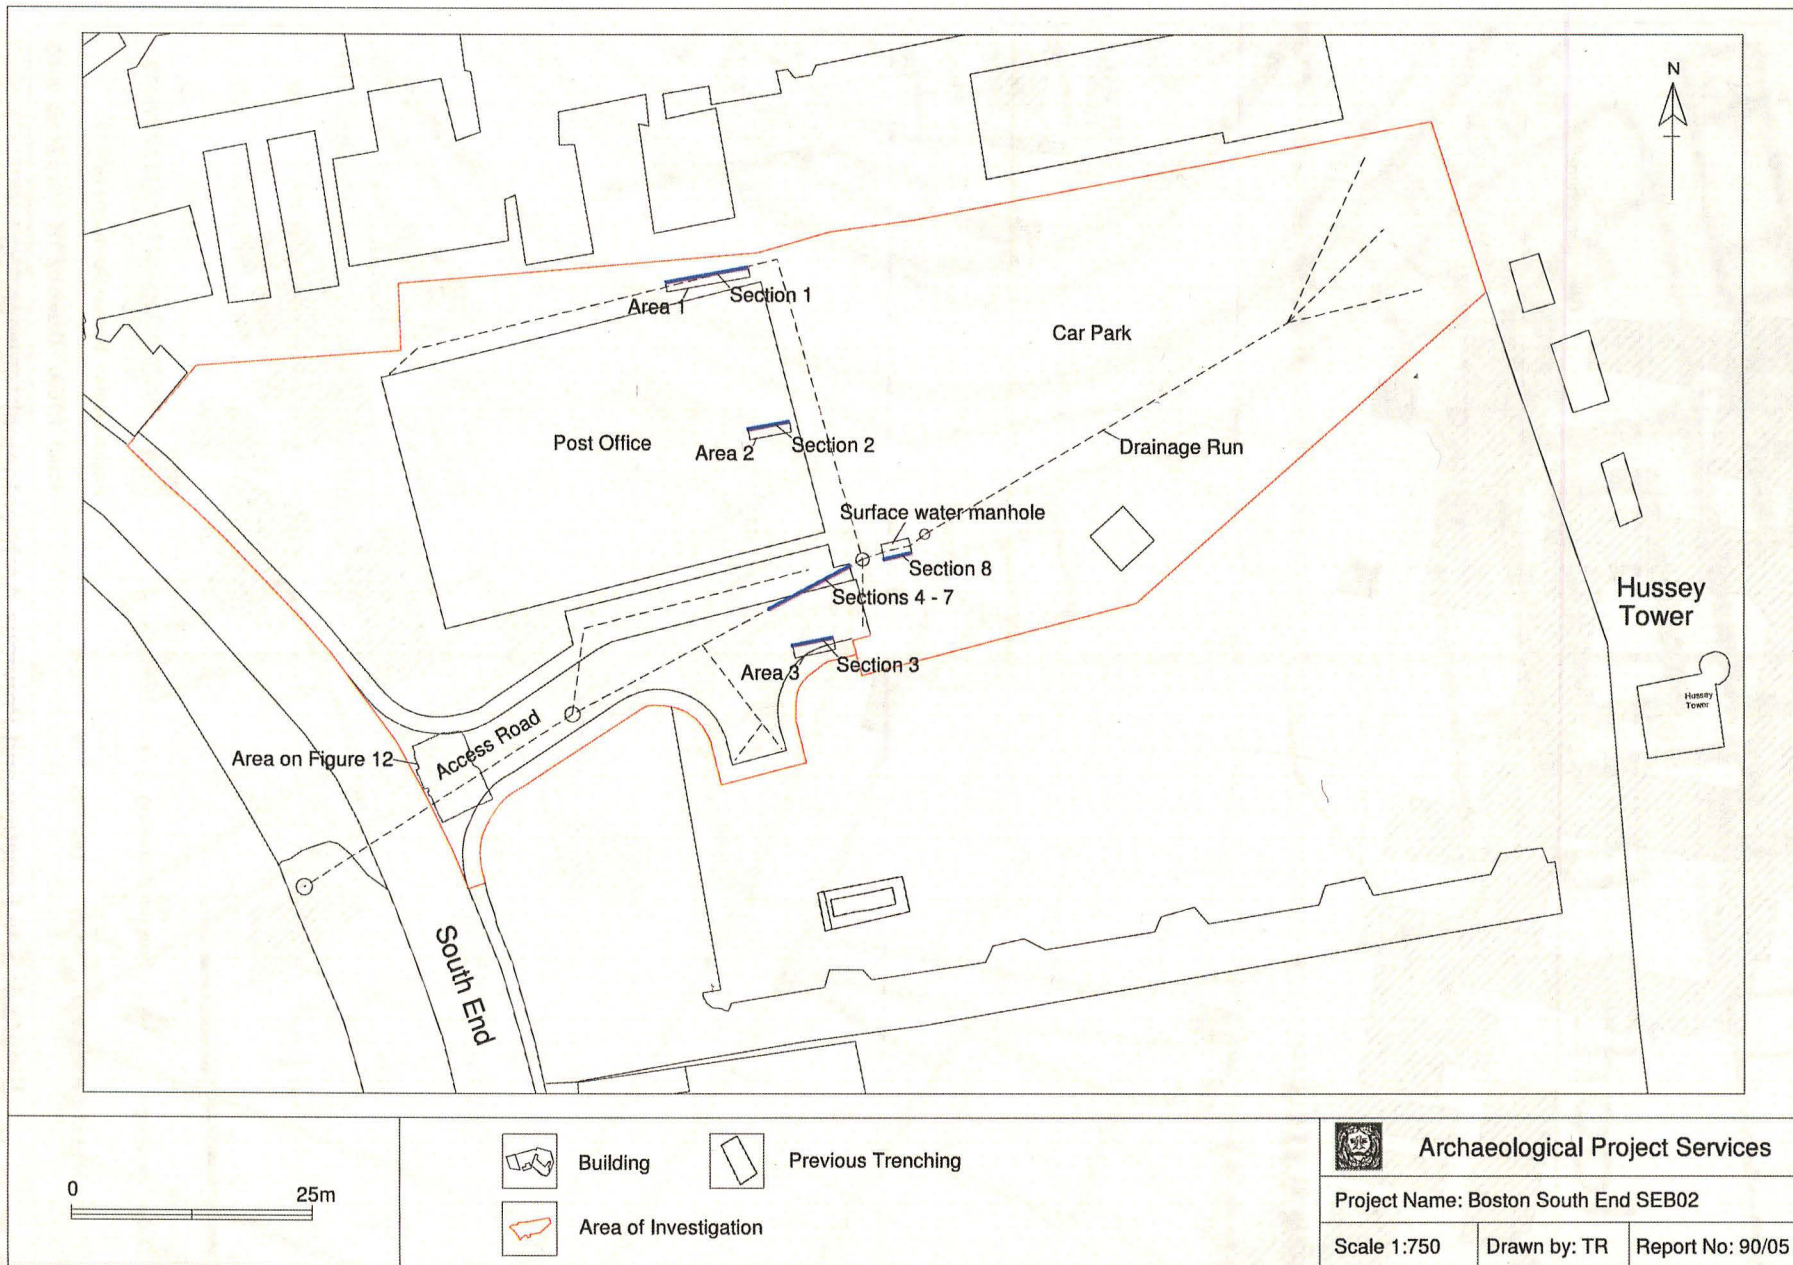 N
Section 1
Area 1
Car Park
Post Office
Section 2
Area 2
Drainage Run
Surface water manhole
Section 8
Sections 4 - 7
Hussey
Tower
Section 3
Area 3
Hussey
Tower
Access Road
Area on Figure 12
South End
0
25m
Building
Previous Trenching
Area of Investigation
Archaeological Project Services
Project Name: Boston South End SEB02
Scale 1:750
Drawn by: TR
Report No: 90/05